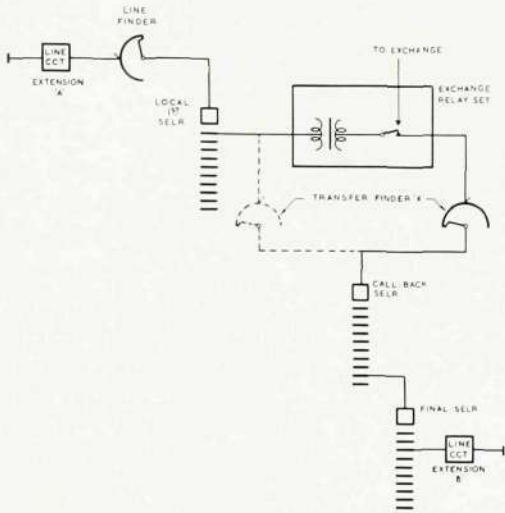 LINE
FINDER
LINE
CCT
EXTENSION
'A'
TO EXCHANGE
EXCHANGE
RELAY SET
LOCAL
1ST
SELR
TRANSFER FINDER 'X'
CALL BACK
SELR
FINAL SELR
LINE
CCT
EXTENSION
B